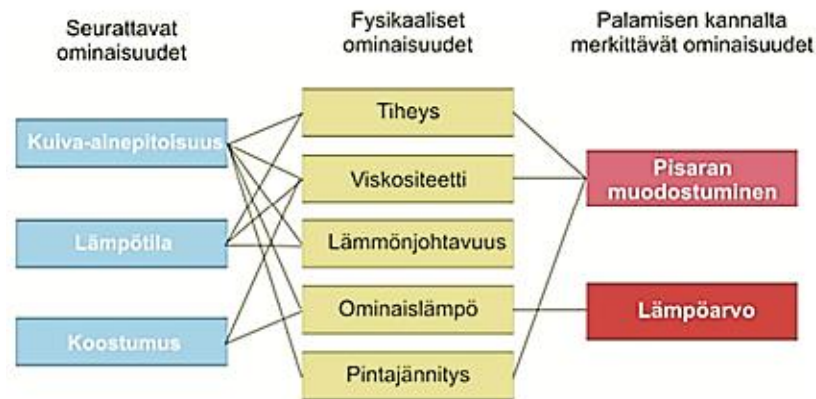 Seurattavat
ominaisuudet
Fysikaaliset
ominaisuudet
Palamisen kannalta
merkittävät ominaisuudet
Kuiva-ainepitoisuus
Lämpötila
Koostumus
Tiheys
Viskositeetti
Lämmönjohtavuus
Ominaislämpö
Pintajännitys
Pisaran
muodostuminen
Lämpöarvo